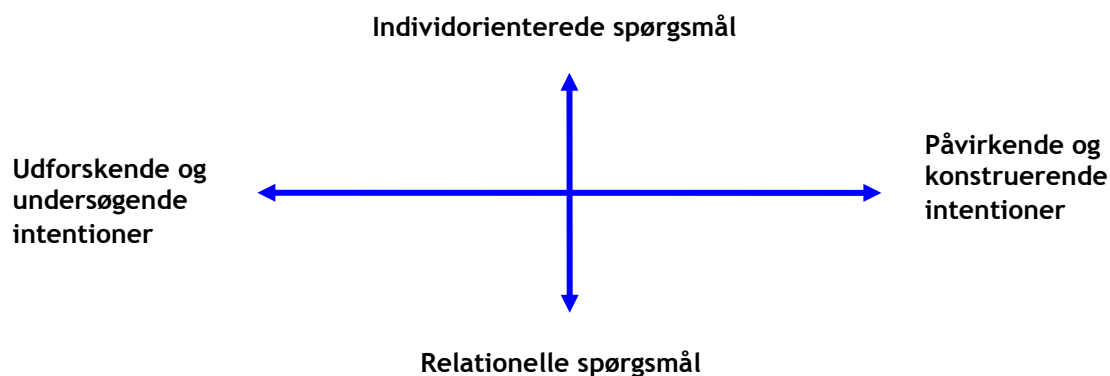 Individorienterede spørgsmål
Udforskende og
undersøgende
intentioner
Påvirkende og
konstruerende
intentioner
Relationelle spørgsmål